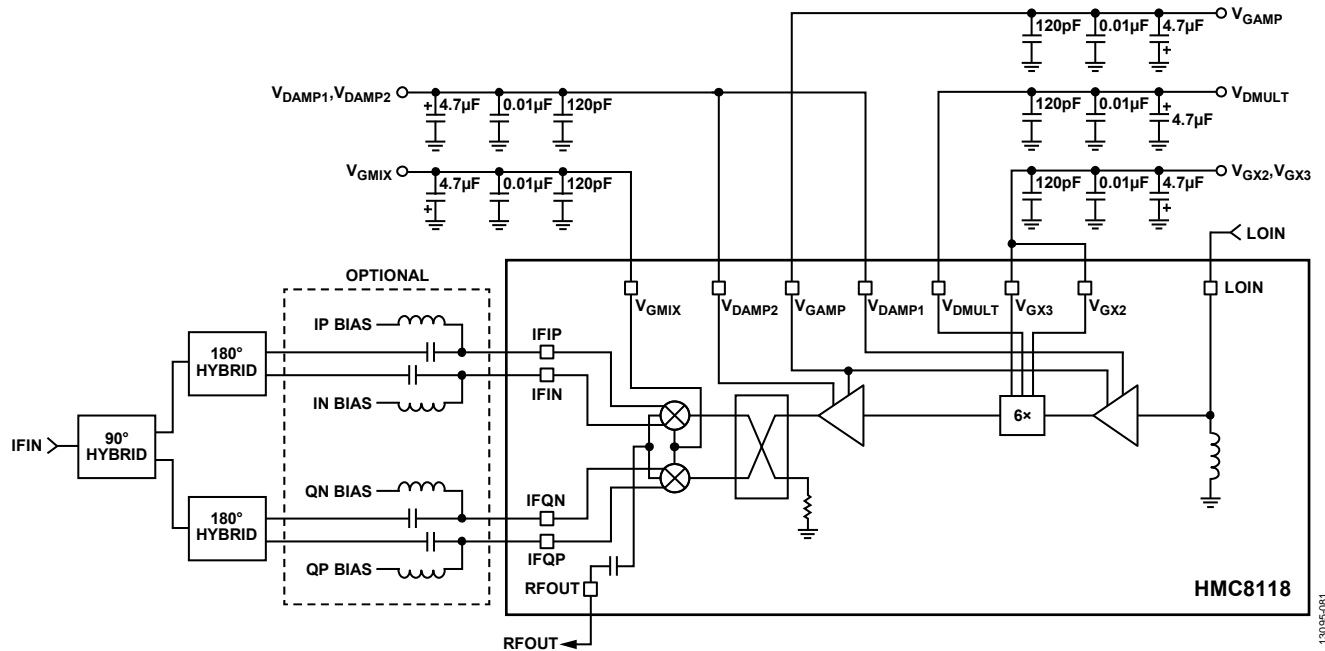 VGAMP
120pF 0.01µF 4.7µF
+
VDAMP1,VDAMP2
+ 4.7µF 0.01µF 120pF
VDMULT
120pF 0.01µF + 4.7µF
VGMIX
4.7µF 0.01µF 120pF
+
VGX2,VGX3
120pF 0.01µF 4.7µF
+
LOIN
OPTIONAL
VGMIX VDAMP2 VGAMP VDAMP1 VDMULT VGX3 VGX2 LOIN
IP BIAS
IFIP
180° HYBRID
IFIN
IN BIAS
6×
IFIN
90° HYBRID
QN BIAS
IFQN
180° HYBRID
IFQP
QP BIAS
RFOUT
HMC8118
RFOUT
13095-081